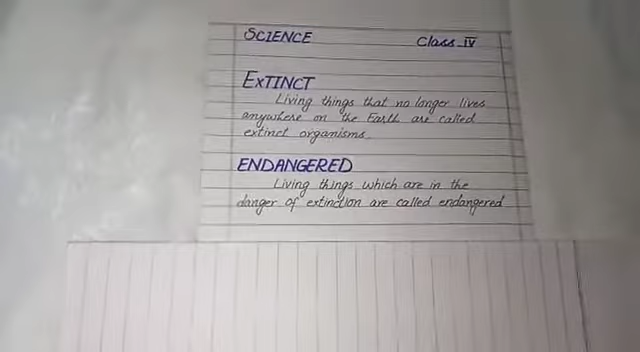 SCIENCE Class IV
EXTINCT
Living things that no longer lives
anywhere on the Earth are called
extinct organisms.
ENDANGERED
Living things which are in the
danger of extinction are called endangered